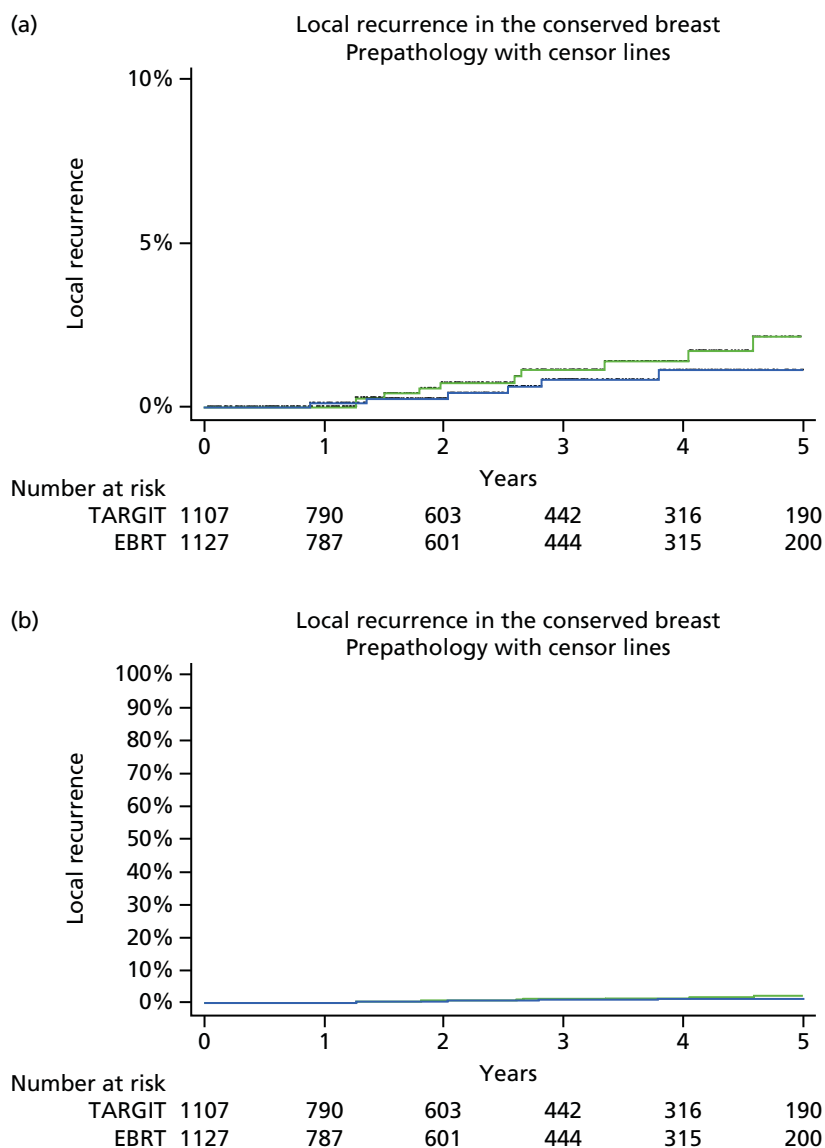 (a)
Local recurrence in the conserved breast
Prepathology with censor lines
10%
5%
0%
Local recurrence
0 1 2 3 4 5
Years
Number at risk
TARGIT 1107 790 603 442 316 190
EBRT 1127 787 601 444 315 200
(b)
Local recurrence in the conserved breast
Prepathology with censor lines
100%
90%
80%
70%
60%
50%
40%
30%
20%
10%
0%
Local recurrence
0 1 2 3 4 5
Years
Number at risk
TARGIT 1107 790 603 442 316 190
EBRT 1127 787 601 444 315 200